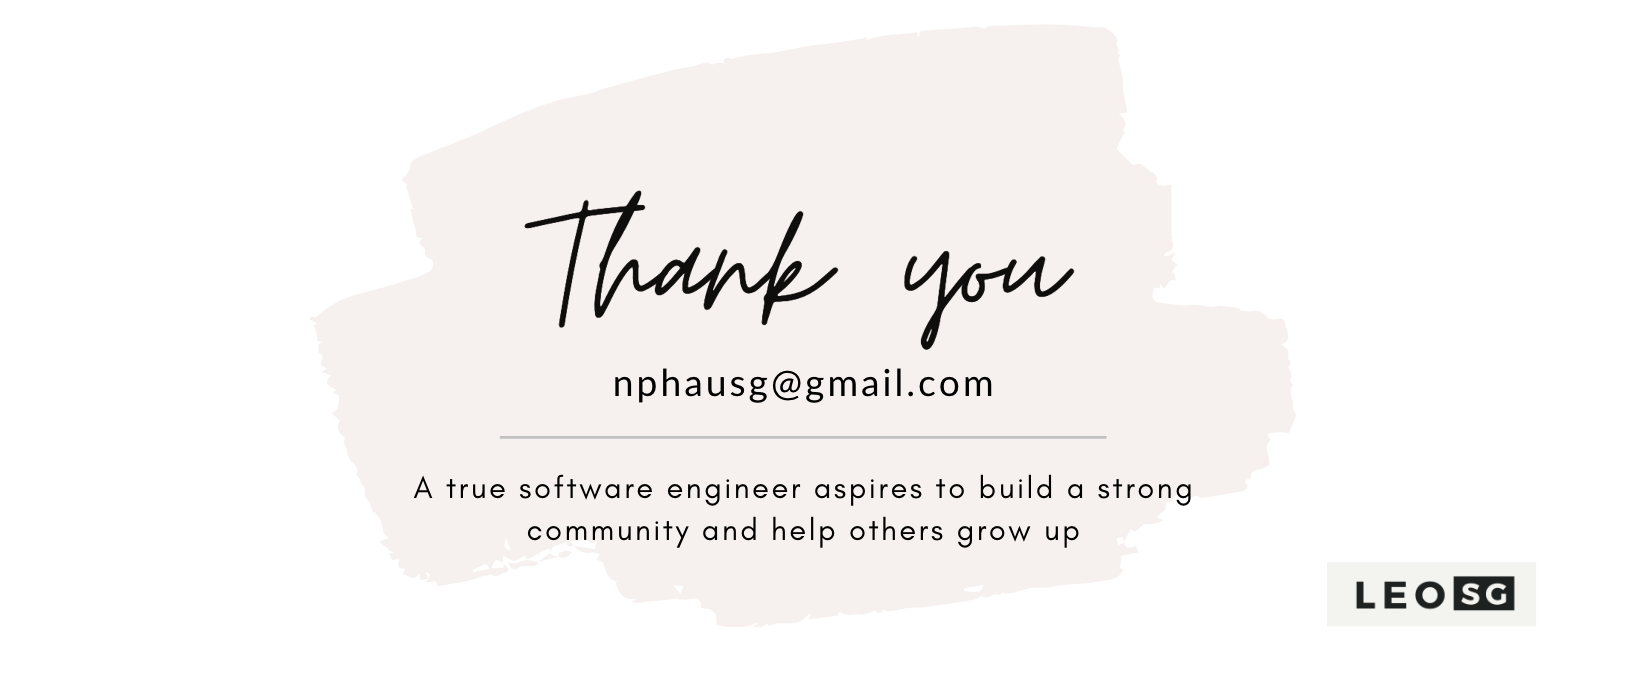 Thank you
nphausg@gmail.com
A true software engineer aspires to build a strong
community and help others grow up
LEO SG